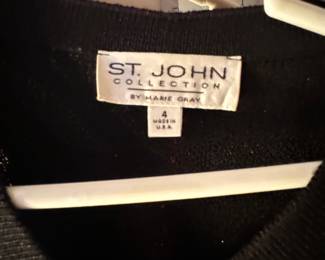 ST. JOHN
COLLECTION
BY MARIE GRAY
4
MADE IN
U.S.A.